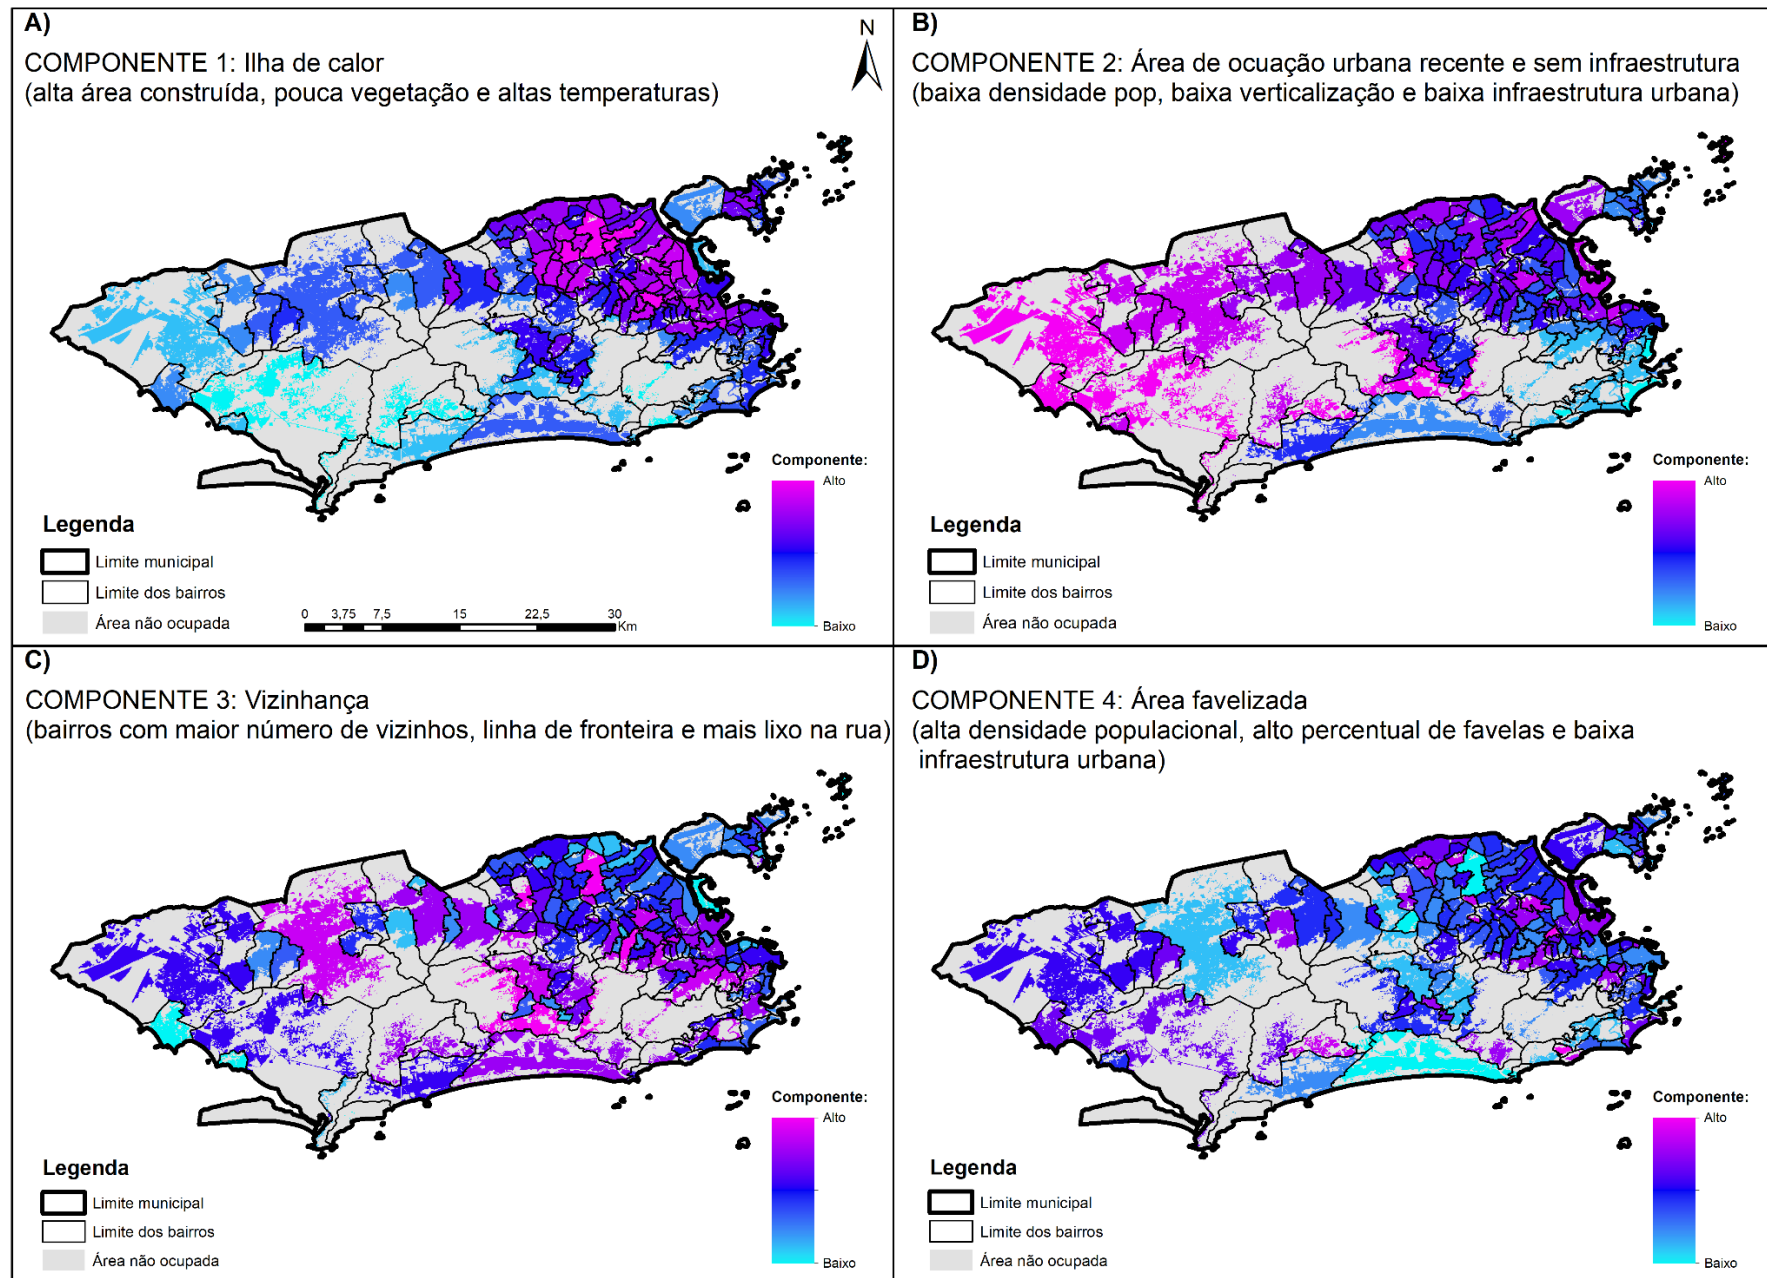 A)
COMPONENTE 1: Ilha de calor
(alta área construída, pouca vegetação e altas temperaturas)
N
Componente:
Alto
Baixo
Legenda
Limite municipal
Limite dos bairros
Área não ocupada
0 3,75 7,5 15 22,5 30
Km
B)
COMPONENTE 2: Área de ocuação urbana recente e sem infraestrutura
(baixa densidade pop, baixa verticalização e baixa infraestrutura urbana)
Componente:
Alto
Baixo
Legenda
Limite municipal
Limite dos bairros
Área não ocupada
C)
COMPONENTE 3: Vizinhança
(bairros com maior número de vizinhos, linha de fronteira e mais lixo na rua)
Componente:
Alto
Baixo
Legenda
Limite municipal
Limite dos bairros
Área não ocupada
D)
COMPONENTE 4: Área favelizada
(alta densidade populacional, alto percentual de favelas e baixa
infraestrutura urbana)
Componente:
Alto
Baixo
Legenda
Limite municipal
Limite dos bairros
Área não ocupada